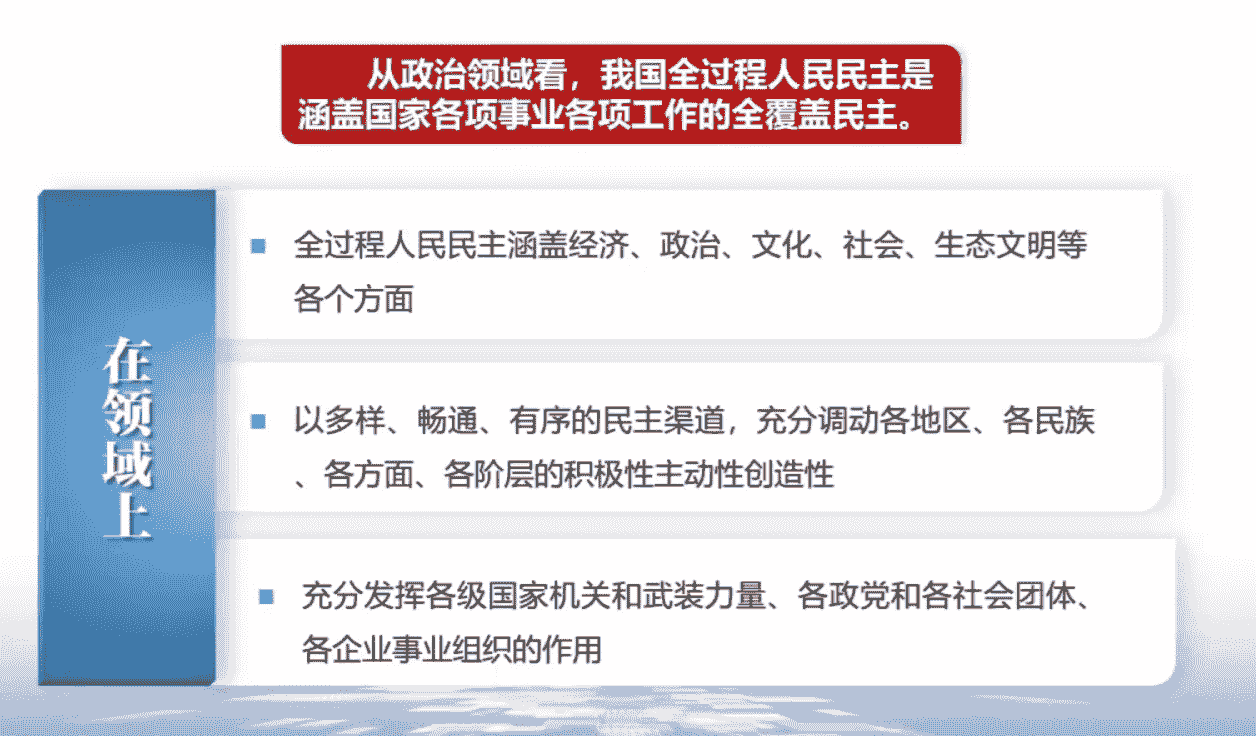 从政治领域看，我国全过程人民民主是
涵盖国家各项事业各项工作的全覆盖民主。
在领域上
全过程人民民主涵盖经济、政治、文化、社会、生态文明等
各个方面
以多样、畅通、有序的民主渠道，充分调动各地区、各民族
、各方面、各阶层的积极性主动性创造性
充分发挥各级国家机关和武装力量、各政党和各社会团体、
各企业事业组织的作用